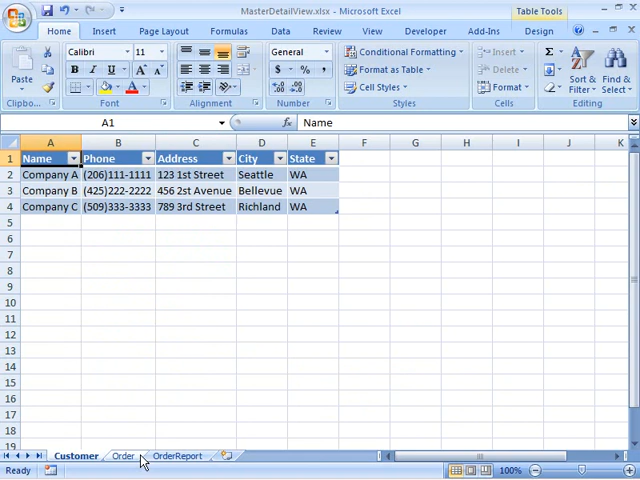 MasterDetailView.xlsx - Microsoft Excel
Table Tools
Home Insert Page Layout Formulas Data Review View Developer Add-Ins Design
Paste
Calibri 11
B I U
A A
General
$ % ,
Conditional Formatting
Format as Table
Cell Styles
Insert
Delete
Format
Σ
Sort & Filter
Find & Select
Clipbo... Font Alignment Number Styles Cells Editing
A1 fx Name
A B C D E F G H I J K
1 Name Phone Address City State
2 Company A (206)111-1111 123 1st Street Seattle WA
3 Company B (425)222-2222 456 2st Avenue Bellevue WA
4 Company C (509)333-3333 789 3rd Street Richland WA
5
6
7
8
9
10
11
12
13
14
15
16
17
18
19
Customer Order OrderReport
Ready 100%